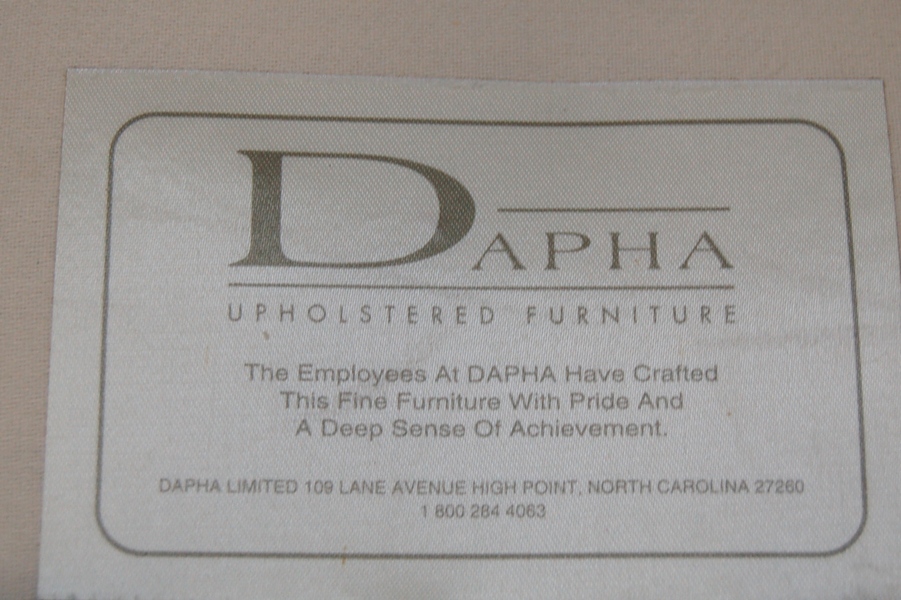 DAPHA
UPHOLSTERED FURNITURE
The Employees At DAPHA Have Crafted
This Fine Furniture With Pride And
A Deep Sense Of Achievement.
DAPHA LIMITED 109 LANE AVENUE HIGH POINT, NORTH CAROLINA 27260
1 800 284 4063